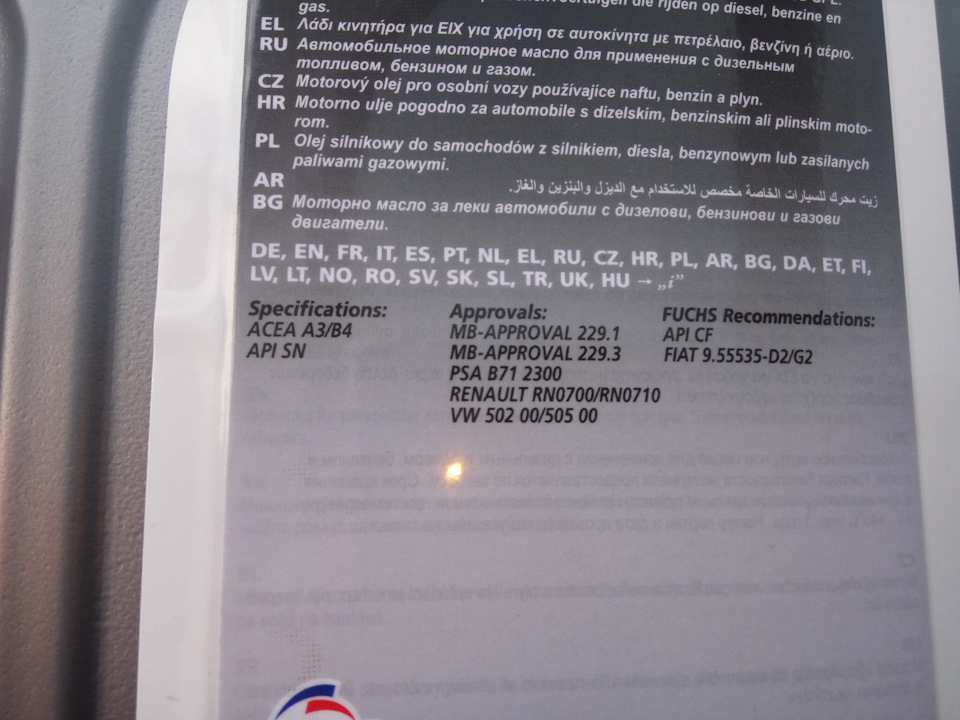 die rijden op diesel, benzine en
gas.
EL Λάδι κινητήρα για ΕΙΧ για χρήση σε αυτοκίνητα με πετρέλαιο, βενζίνη ή αέριο.
RU Автомобильное моторное масло для применения с дизельным
топливом, бензином и газом.
CZ Motorový olej pro osobní vozy používajíce naftu, benzín a plyn.
HR Motorno ulje pogodno za automobile s dizelskim, benzinskim ali plinskim moto-
rom.
PL Olej silnikowy do samochodów z silnikiem, diesla, benzynowym lub zasilanych
paliwami gazowymi.
AR زيت محرك للسيارات الخاصة مخصص للاستخدام مع الديزل والبنزين والغاز.
BG Моторно масло за леки автомобили с дизелови, бензинови и газови
двигатели.
DE, EN, FR, IT, ES, PT, NL, EL, RU, CZ, HR, PL, AR, BG, DA, ET, FI,
LV, LT, NO, RO, SV, SK, SL, TR, UK, HU → „i”
Specifications:
ACEA A3/B4
API SN
Approvals:
MB-APPROVAL 229.1
MB-APPROVAL 229.3
PSA B71 2300
RENAULT RN0700/RN0710
VW 502 00/505 00
FUCHS Recommendations:
API CF
FIAT 9.55535-D2/G2